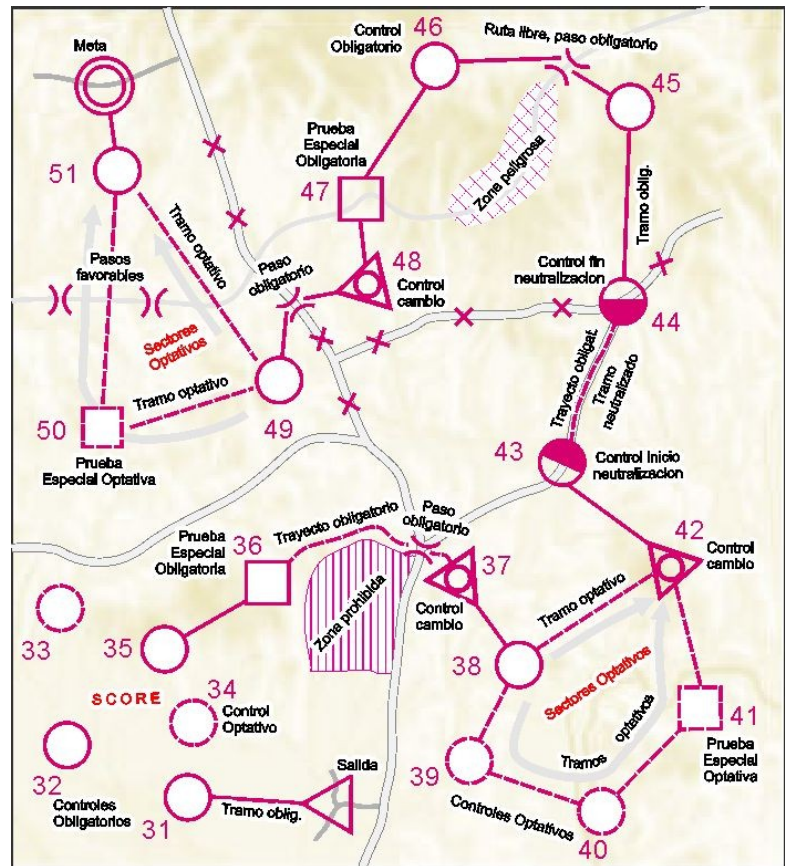 Meta
46
Control
Obligatorio
Ruta libre, paso obligatorio
45
Prueba
Especial
Obligatoria
47
Zona peligrosa
51
Tramo optativo
Tramo oblig.
Pasos
favorables
Paso
obligatorio
48
Control
cambio
Control fin
neutralizacion
44
Sectores
Optativos
Trayecto obligat.
Tramo
neutralizado
Tramo optativo
50
49
Prueba
Especial Optativa
43
Control Inicio
neutralizacion
Prueba
Especial
Obligatoria
36
Trayecto obligatorio
Paso
obligatorio
37
Control
cambio
42
Control
cambio
Zona prohibida
Tramo optativo
33
35
38
SCORE
34
Control
Optativo
Sectores Optativos
Tramos
optativos
41
Prueba
Especial
Optativa
32
Controles
Obligatorios
Salida
39
31
Tramo oblig.
Controles Optativos
40